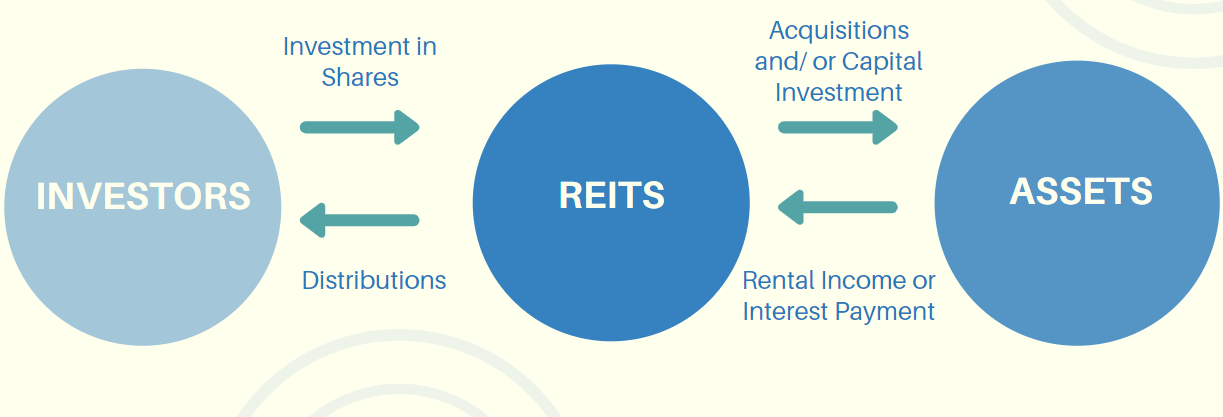 Investment in
Shares
Acquisitions
and/ or Capital
Investment
INVESTORS
REITS
ASSETS
Distributions
Rental Income or
Interest Payment